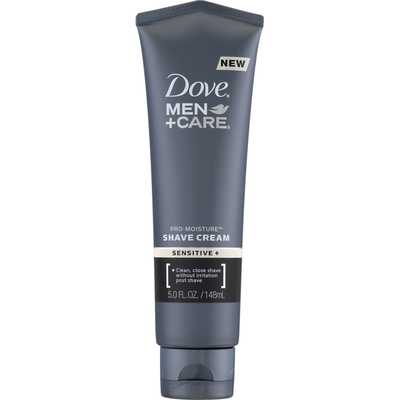 NEW
Dove®
MEN
+CARE®
PRO-MOISTURE™
SHAVE CREAM
SENSITIVE +
+ Clean, close shave
without irritation
post shave
5.0 FL.OZ./148mL